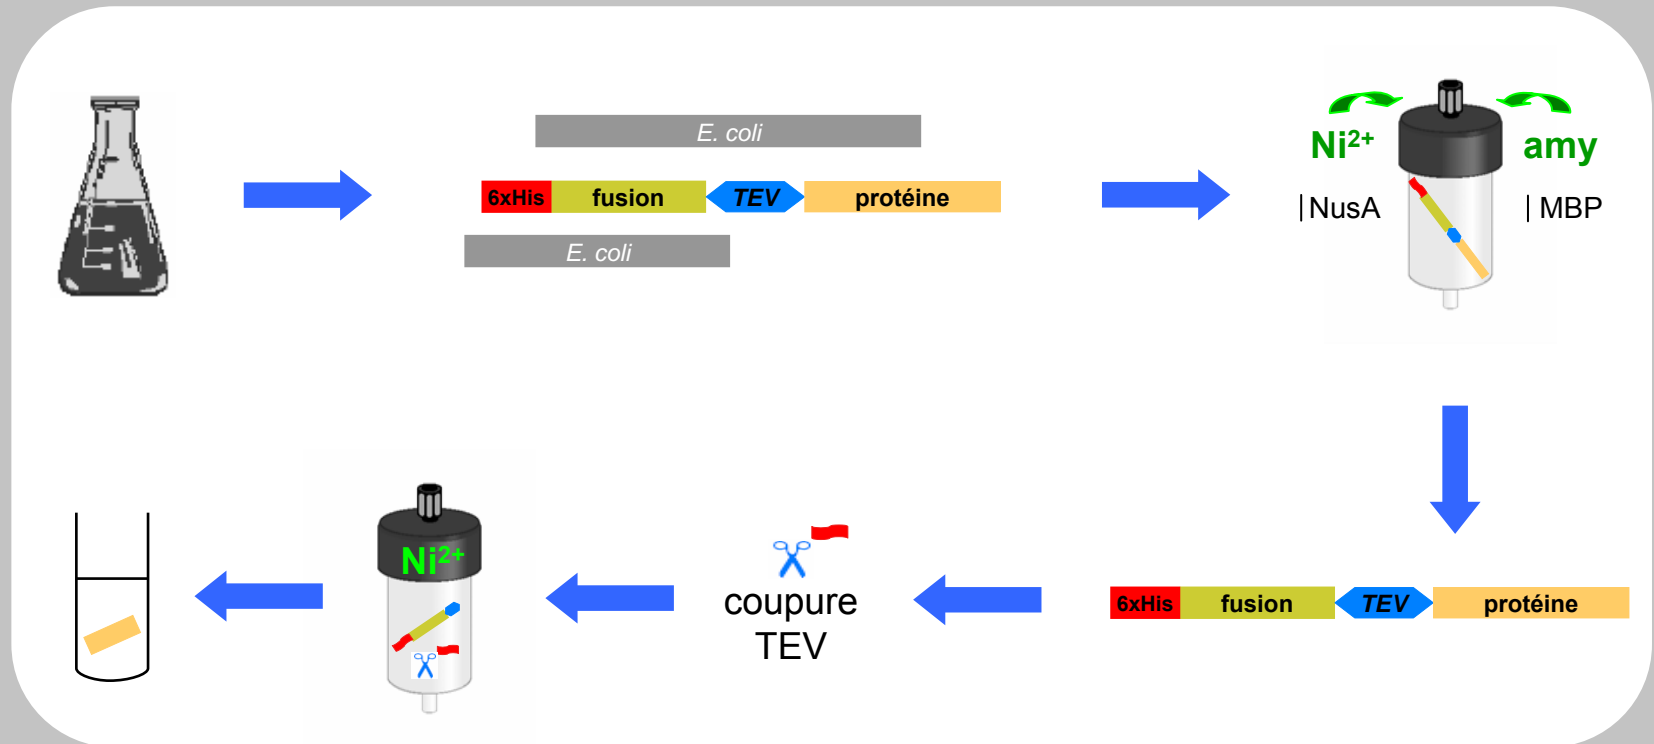 E. coli
6xHis fusion TEV protéine
E. coli
Ni²⁺ amy
|NusA | MBP
6xHis fusion TEV protéine
coupure
TEV
Ni²⁺